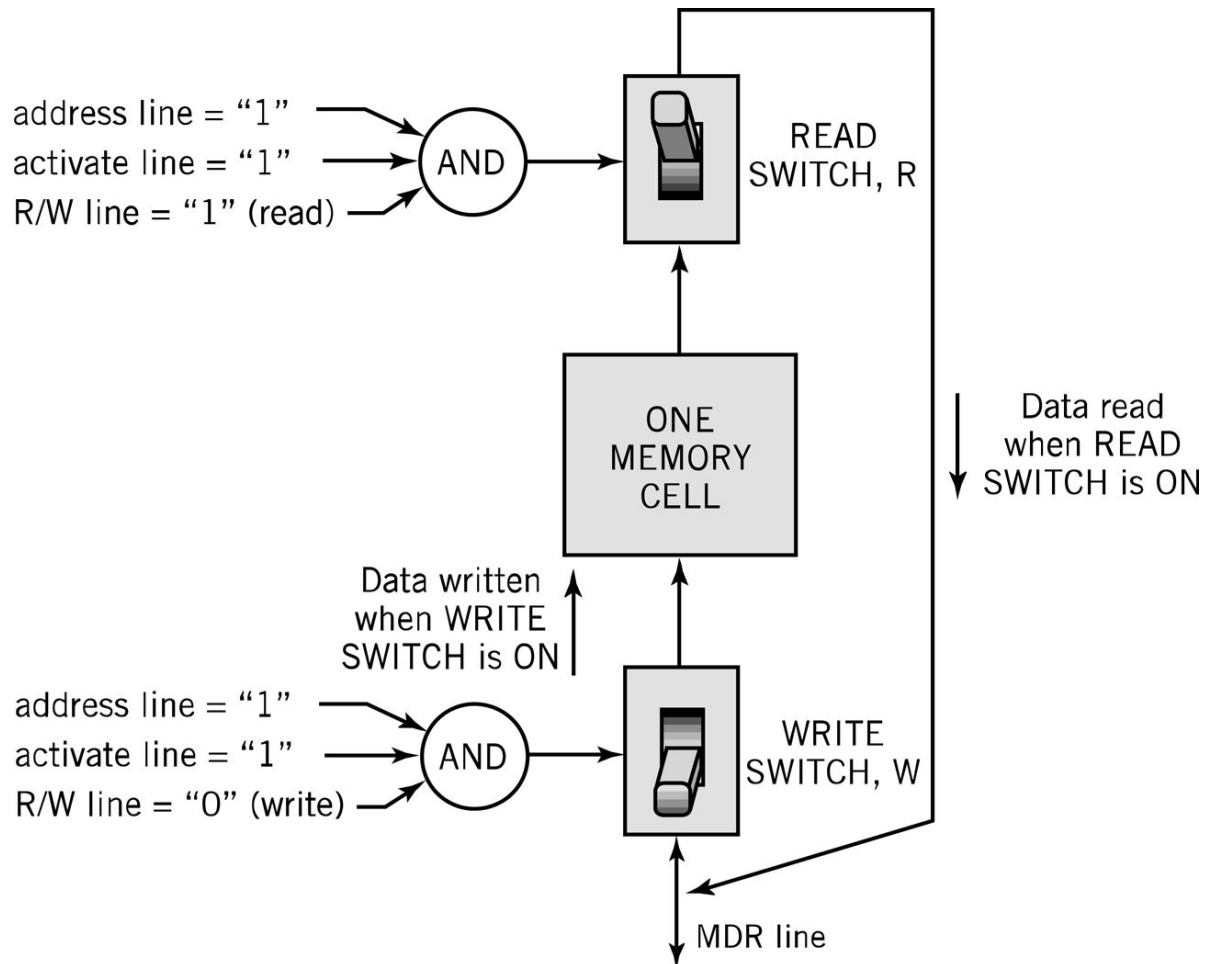 address line = “1”
activate line = “1”
R/W line = “1” (read)
AND
READ
SWITCH, R
ONE
MEMORY
CELL
Data read
when READ
SWITCH is ON
Data written
when WRITE
SWITCH is ON
address line = “1”
activate line = “1”
R/W line = “0” (write)
AND
WRITE
SWITCH, W
MDR line